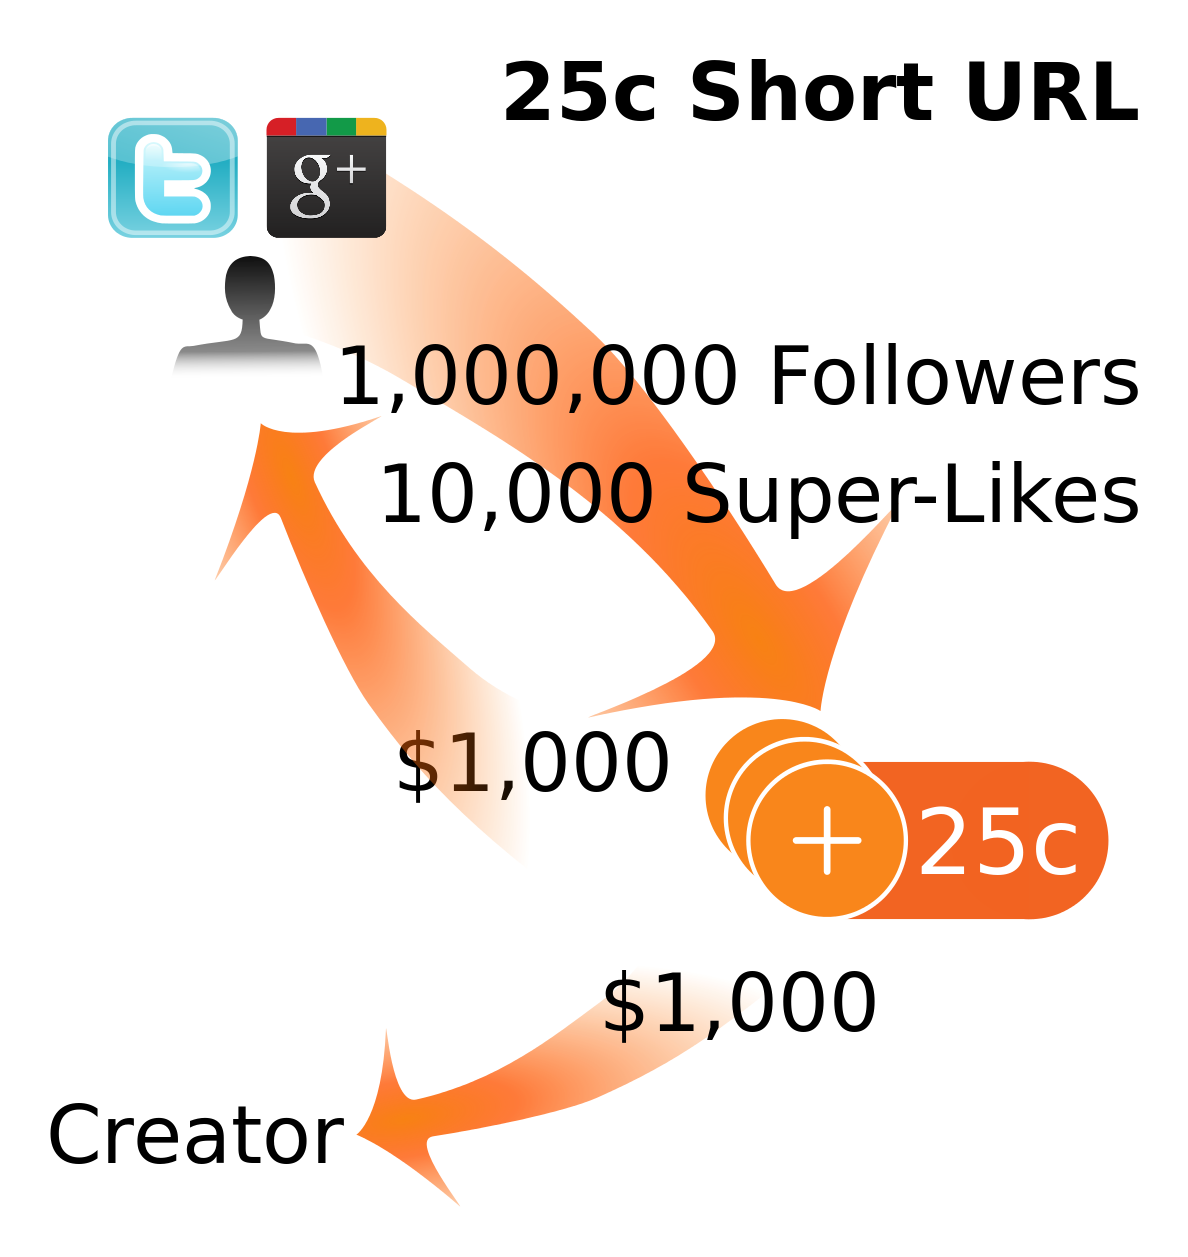 25c Short URL
t g+
1,000,000 Followers
10,000 Super-Likes
$1,000
+ 25c
$1,000
Creator